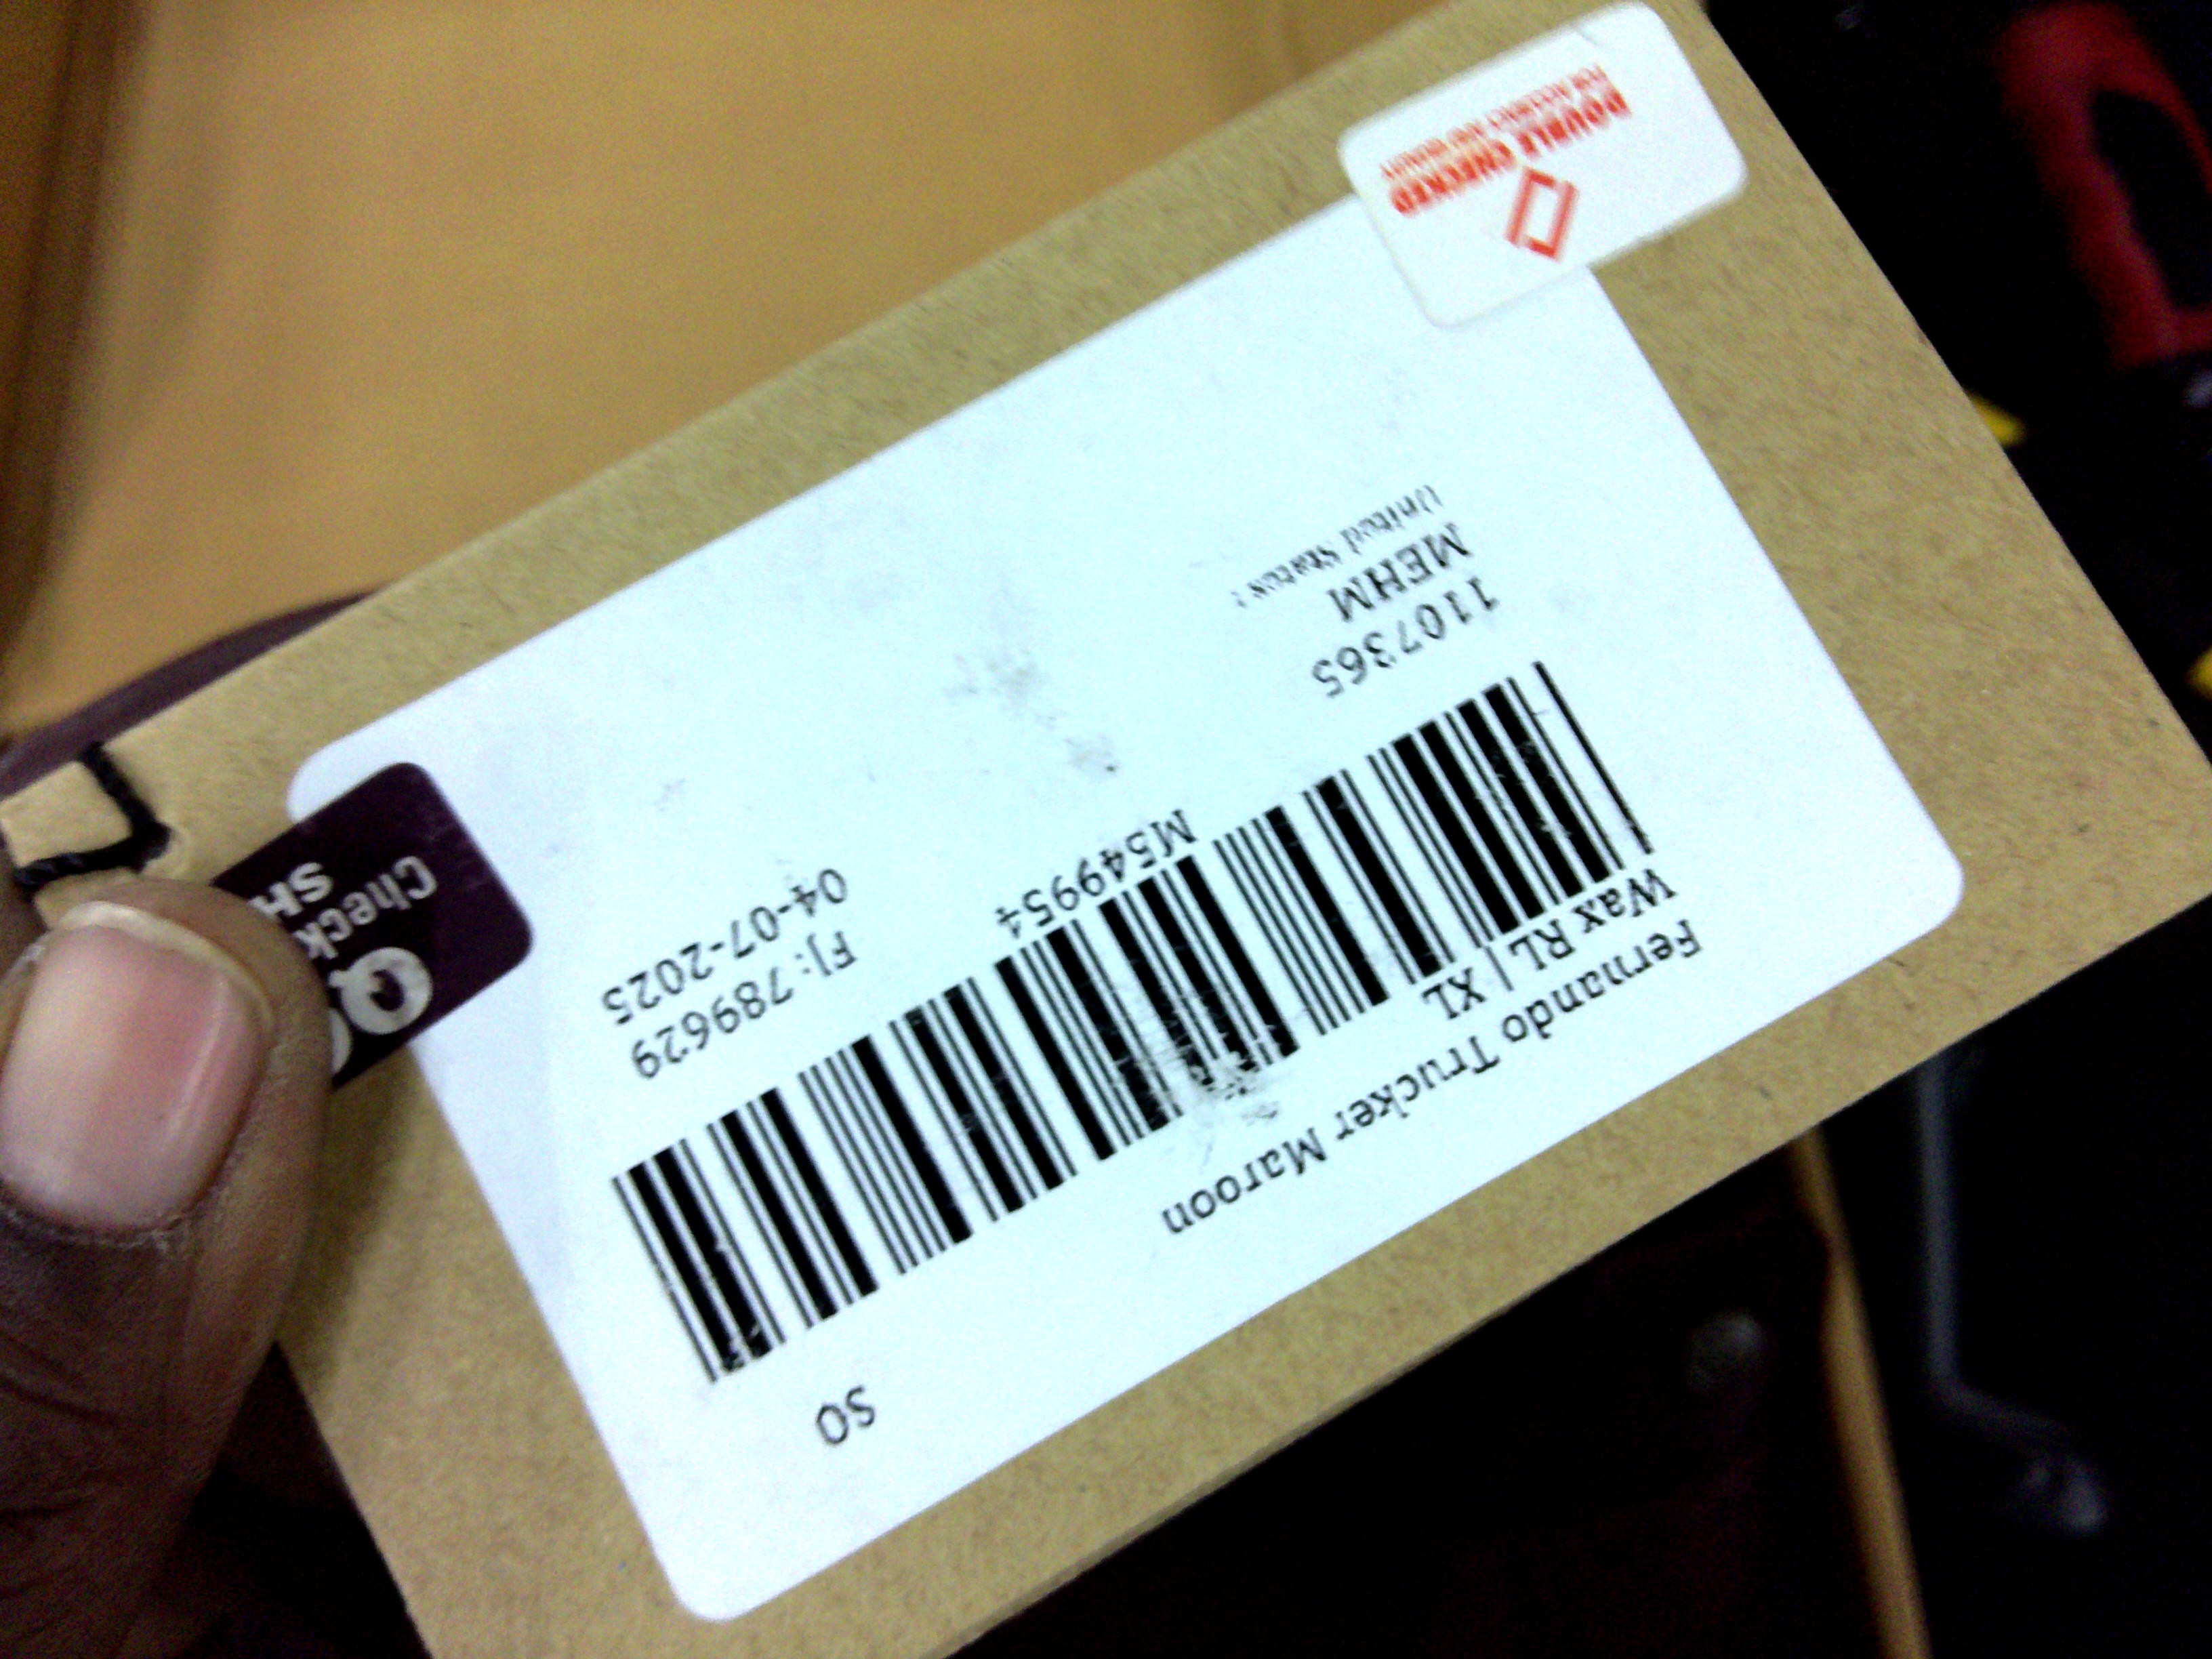 SO
Fernando Trucker Maroon
Wax RL | XL
M549954
FJ: 789629
04-07-2025
1107365
MEHM
United States
QC
Check
SH
DOUBLE CHECKED